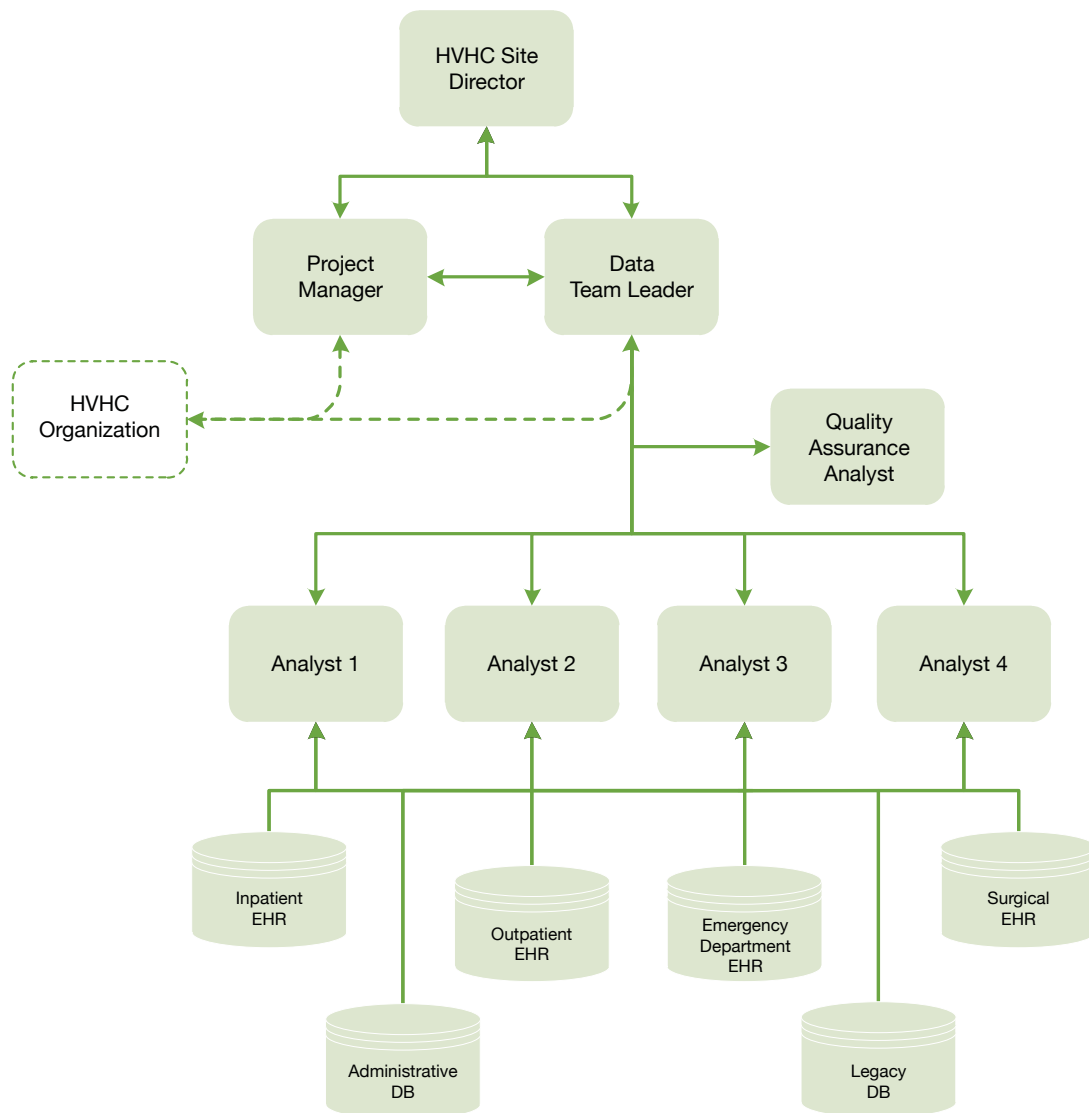 HVHC Site
Director
Project
Manager
Data
Team Leader
HVHC
Organization
Quality
Assurance
Analyst
Analyst 1
Analyst 2
Analyst 3
Analyst 4
Inpatient
EHR
Outpatient
EHR
Emergency
Department
EHR
Surgical
EHR
Administrative
DB
Legacy
DB